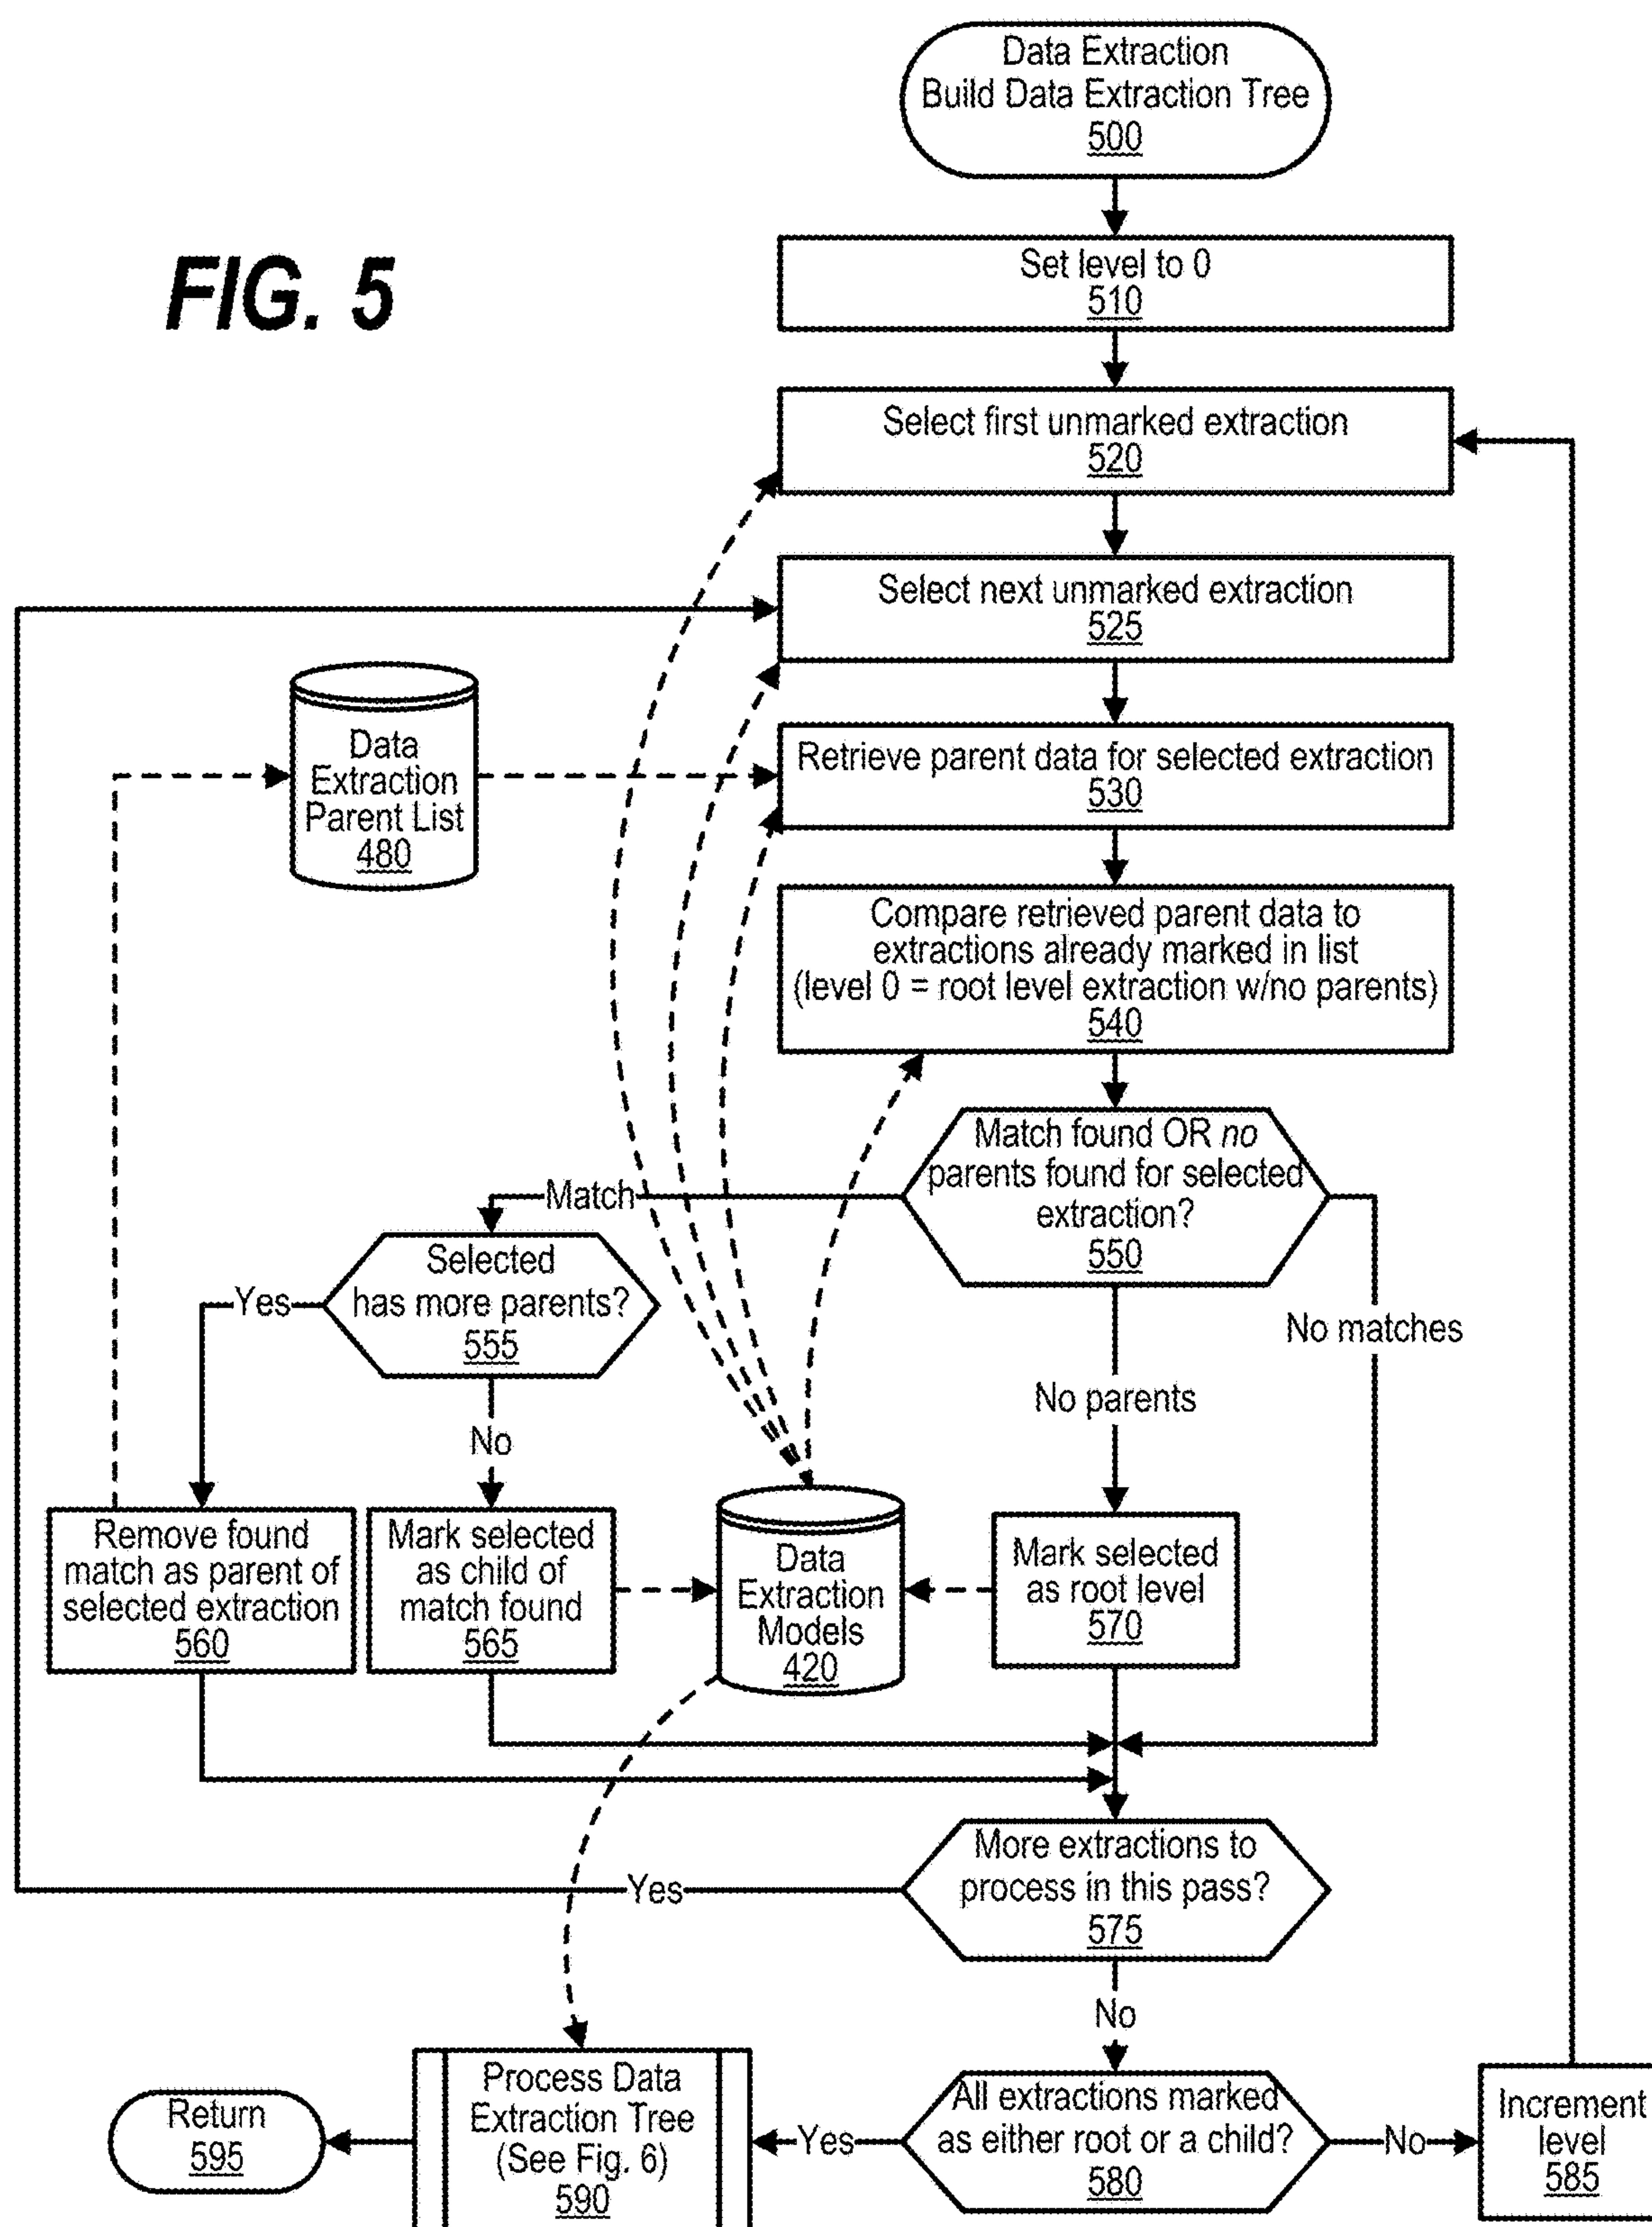 Data Extraction
Build Data Extraction Tree
500
FIG. 5
Set level to 0
510
Select first unmarked extraction
520
Select next unmarked extraction
525
Data
Extraction
Parent List
480
Retrieve parent data for selected extraction
530
Compare retrieved parent data to
extractions already marked in list
(level 0 = root level extraction w/no parents)
540
Match found OR no
parents found for selected
extraction?
550
Match
Selected
has more parents?
555
Yes
No matches
No parents
No
Remove found
match as parent of
selected extraction
560
Mark selected
as child of
match found
565
Data
Extraction
Models
420
Mark selected
as root level
570
More extractions to
process in this pass?
575
Yes
No
Return
595
Process Data
Extraction Tree
(See Fig. 6)
590
Yes
All extractions marked
as either root or a child?
580
No
Increment
level
585